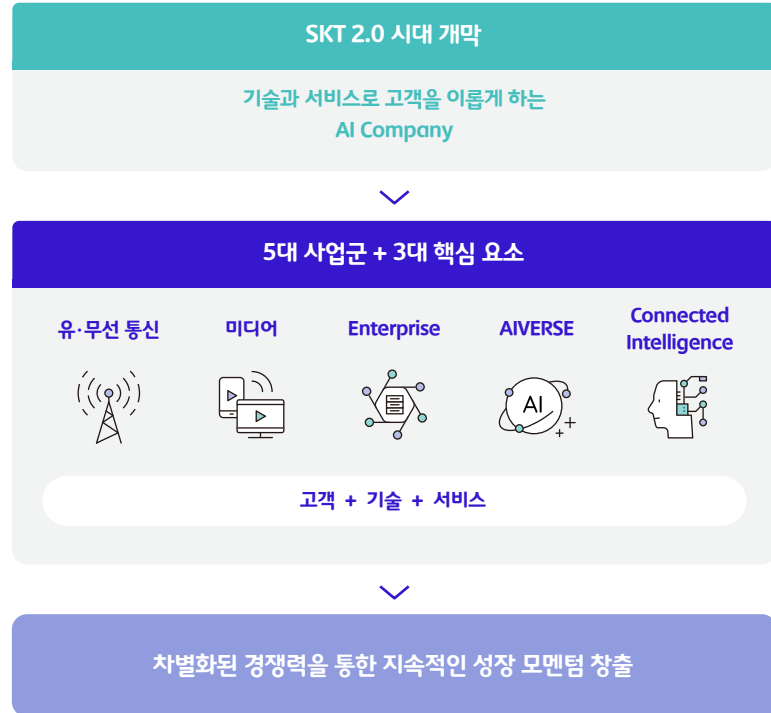 SKT 2.0 시대 개막
기술과 서비스로 고객을 이롭게 하는
AI Company
5대 사업군 + 3대 핵심 요소
유·무선 통신
미디어
Enterprise
AIVERSE
Connected
Intelligence
AI
고객 + 기술 + 서비스
차별화된 경쟁력을 통한 지속적인 성장 모멘텀 창출